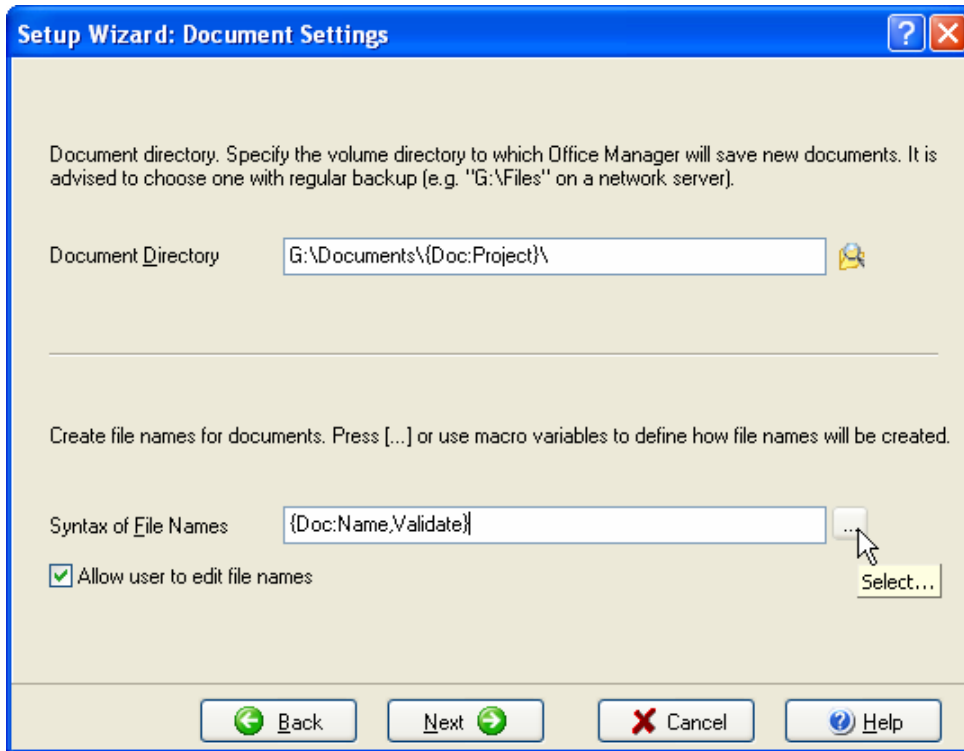 Setup Wizard: Document Settings
Document directory. Specify the volume directory to which Office Manager will save new documents. It is
advised to choose one with regular backup (e.g. "G:\Files" on a network server).
Document Directory G:\Documents\{Doc:Project}\
Create file names for documents. Press [...] or use macro variables to define how file names will be created.
Syntax of File Names {Doc:Name,Validate} ...
Allow user to edit file names
Select...
Back Next Cancel Help